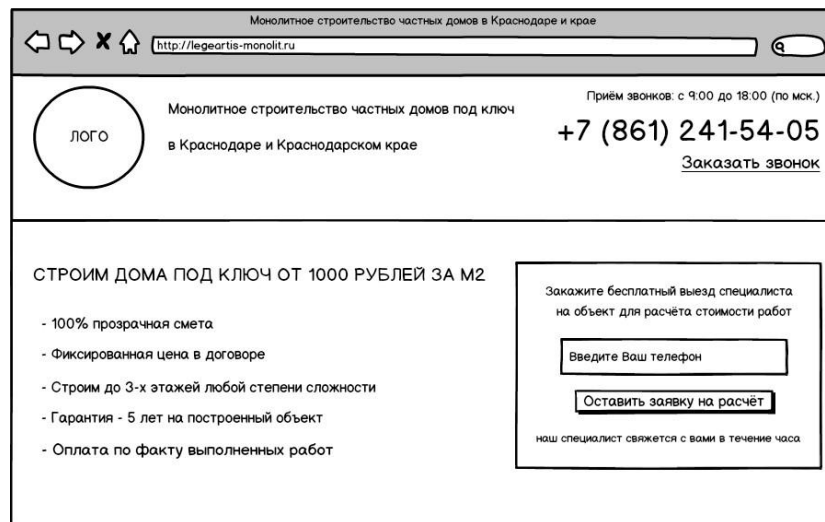 Монолитное строительство частных домов в Краснодаре и крае
http://legeartis-monolit.ru
ЛОГО
Монолитное строительство частных домов под ключ
в Краснодаре и Краснодарском крае
Приём звонков: с 9:00 до 18:00 (по мск.)
+7 (861) 241-54-05
Заказать звонок
СТРОИМ ДОМА ПОД КЛЮЧ ОТ 1000 РУБЛЕЙ ЗА М2
- 100% прозрачная смета
- Фиксированная цена в договоре
- Строим до 3-х этажей любой степени сложности
- Гарантия - 5 лет на построенный объект
- Оплата по факту выполненных работ
Закажите бесплатный выезд специалиста
на объект для расчёта стоимости работ
Введите Ваш телефон
Оставить заявку на расчёт
наш специалист свяжется с вами в течение часа